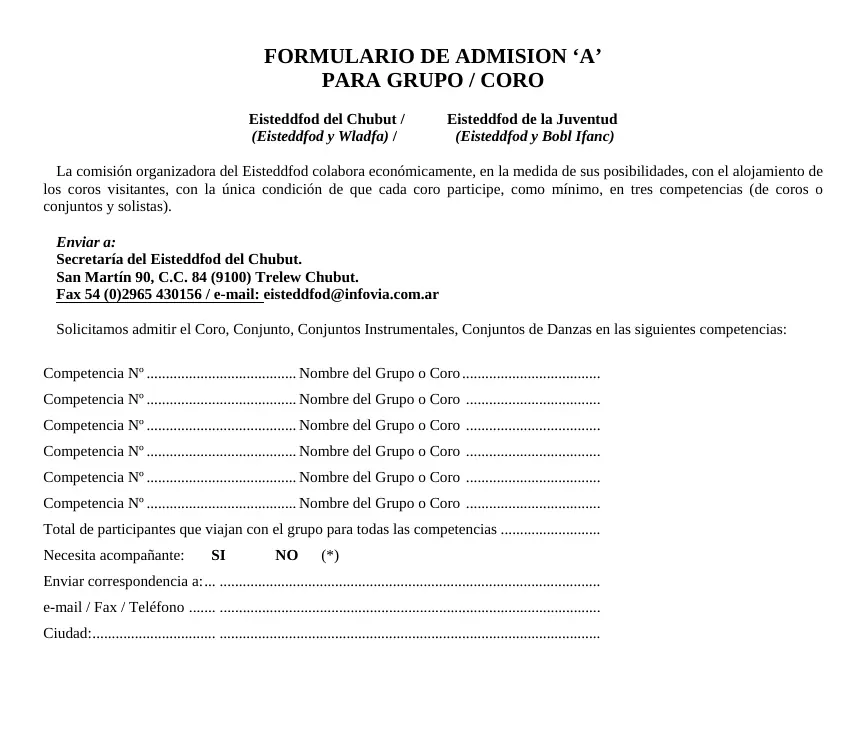 FORMULARIO DE ADMISION ‘A’
PARA GRUPO / CORO
Eisteddfod del Chubut / Eisteddfod de la Juventud
(Eisteddfod y Wladfa) / (Eisteddfod y Bobl Ifanc)
La comisión organizadora del Eisteddfod colabora económicamente, en la medida de sus posibilidades, con el alojamiento de
los coros visitantes, con la única condición de que cada coro participe, como mínimo, en tres competencias (de coros o
conjuntos y solistas).
Enviar a:
Secretaría del Eisteddfod del Chubut.
San Martín 90, C.C. 84 (9100) Trelew Chubut.
Fax 54 (0)2965 430156 / e-mail: eisteddfod@infovia.com.ar
Solicitamos admitir el Coro, Conjunto, Conjuntos Instrumentales, Conjuntos de Danzas en las siguientes competencias:
Competencia Nº ....................................... Nombre del Grupo o Coro ....................................
Competencia Nº ....................................... Nombre del Grupo o Coro ...................................
Competencia Nº ....................................... Nombre del Grupo o Coro ...................................
Competencia Nº ....................................... Nombre del Grupo o Coro ...................................
Competencia Nº ....................................... Nombre del Grupo o Coro ...................................
Competencia Nº ....................................... Nombre del Grupo o Coro ...................................
Total de participantes que viajan con el grupo para todas las competencias ..........................
Necesita acompañante: SI NO (*)
Enviar correspondencia a:... ...................................................................................................
e-mail / Fax / Teléfono ....... ...................................................................................................
Ciudad:................................ ...................................................................................................